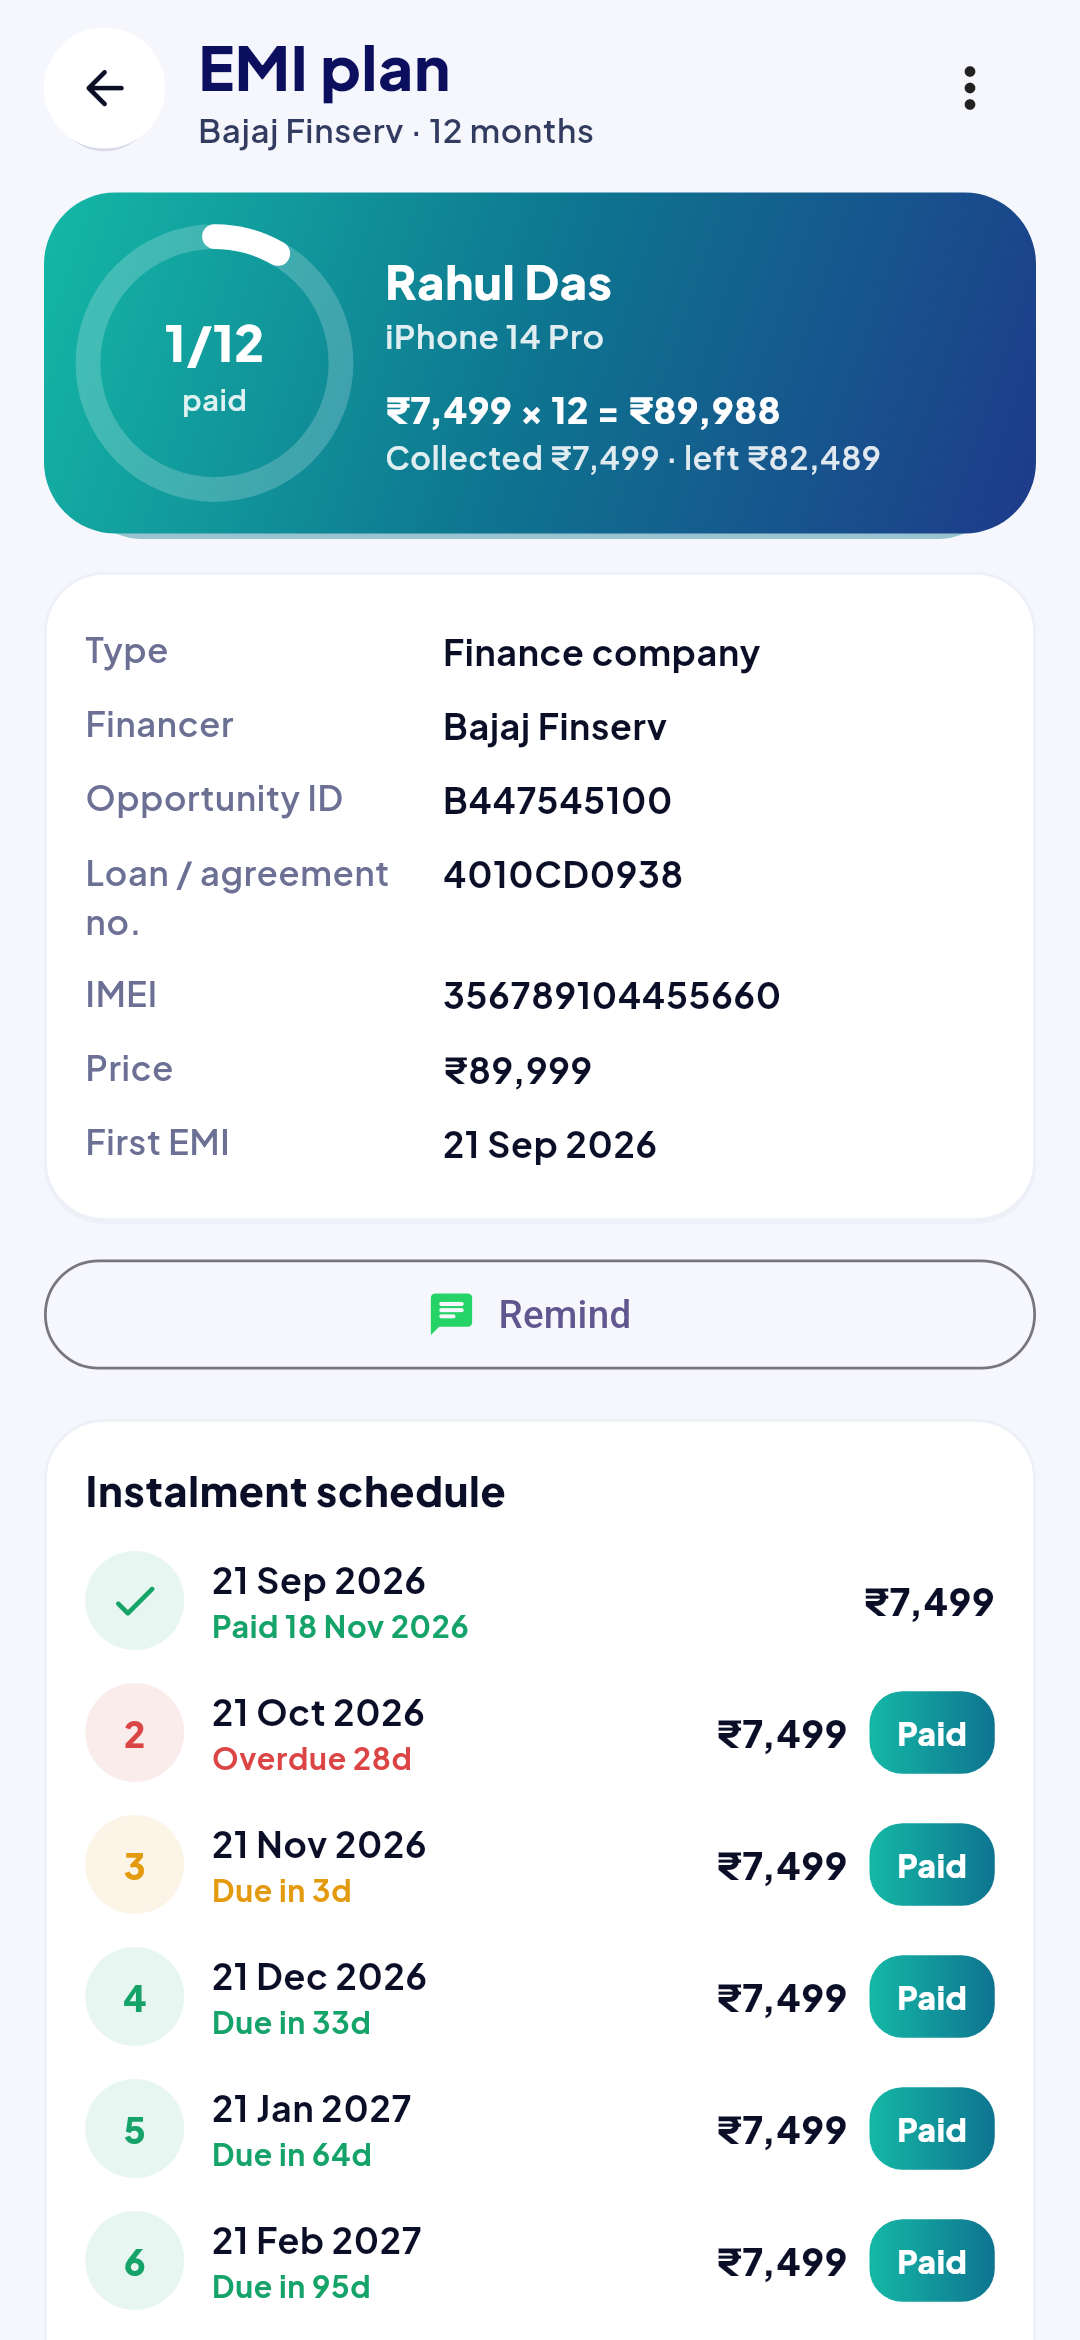 EMI plan
Bajaj Finserv · 12 months
1/12
paid
Rahul Das
iPhone 14 Pro
₹7,499 × 12 = ₹89,988
Collected ₹7,499 · left ₹82,489
Type Finance company
Financer Bajaj Finserv
Opportunity ID B447545100
Loan / agreement no. 4010CD0938
IMEI 356789104455660
Price ₹89,999
First EMI 21 Sep 2026
Remind
Instalment schedule
21 Sep 2026
Paid 18 Nov 2026
₹7,499
2
21 Oct 2026
Overdue 28d
₹7,499 Paid
3
21 Nov 2026
Due in 3d
₹7,499 Paid
4
21 Dec 2026
Due in 33d
₹7,499 Paid
5
21 Jan 2027
Due in 64d
₹7,499 Paid
6
21 Feb 2027
Due in 95d
₹7,499 Paid